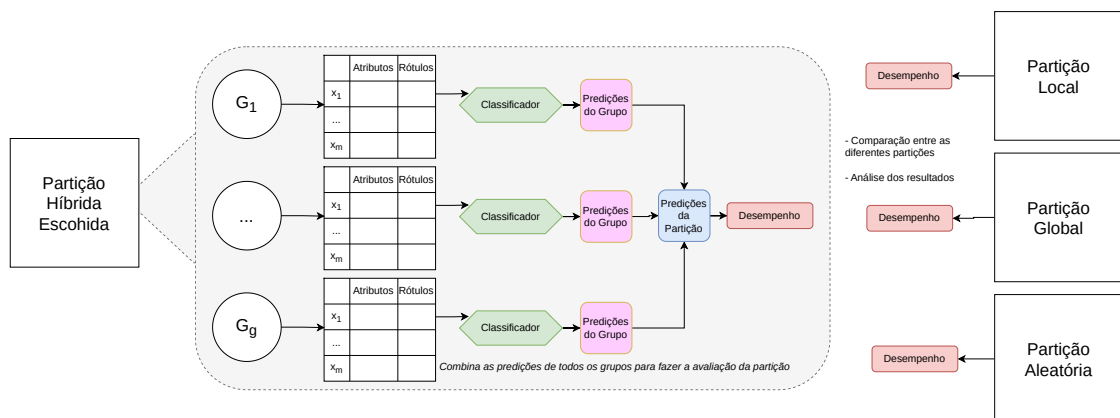 Partição
Híbrida
Escohida
G1
Atributos Rótulos
x1
...
xm
Classificador
Predições
do Grupo
...
Atributos Rótulos
x1
...
xm
Classificador
Predições
do Grupo
Gg
Atributos Rótulos
x1
...
xm
Classificador
Predições
do Grupo
Predições
da
Partição
Desempenho
Combina as predições de todos os grupos para fazer a avaliação da partição
Desempenho
Partição
Local
- Comparação entre as
diferentes partições
- Análise dos resultados
Desempenho
Partição
Global
Desempenho
Partição
Aleatória